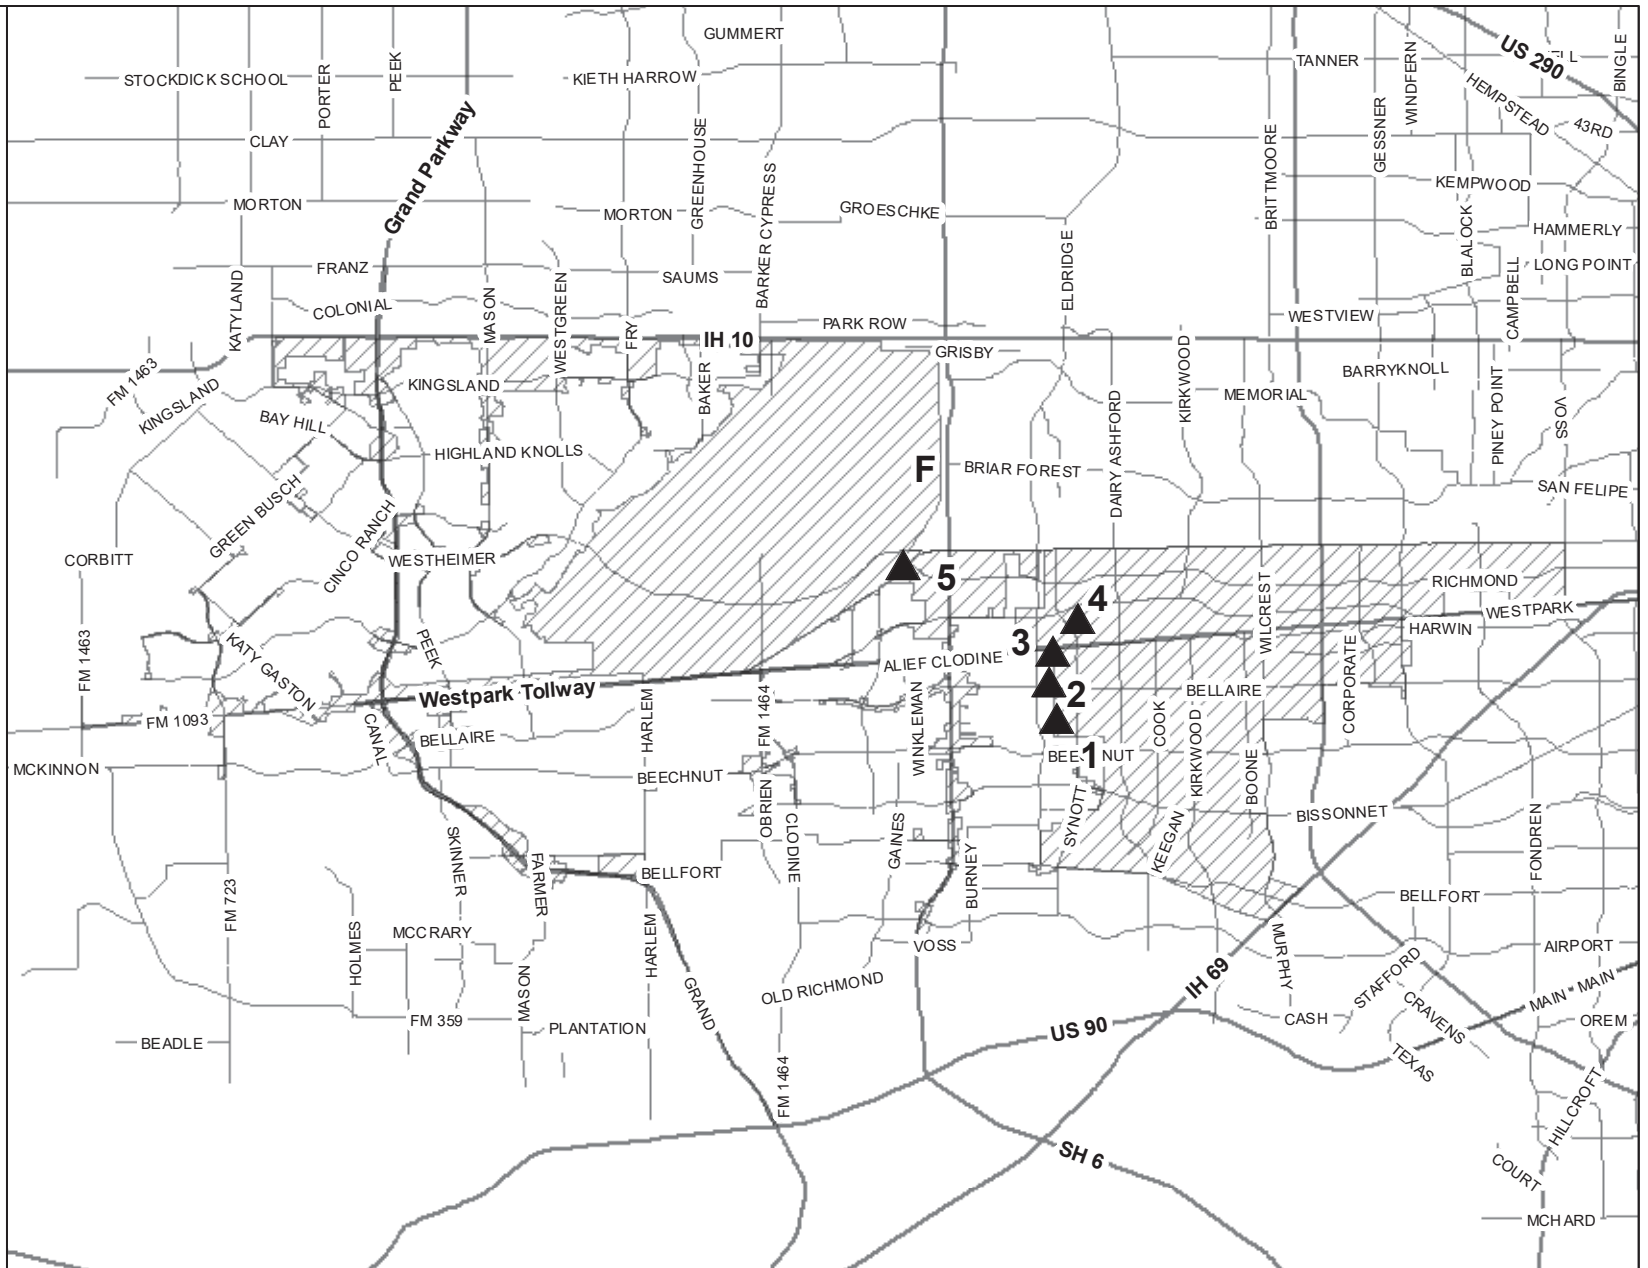 GUMMERT
US 290
BINGLE
TANNER
STOCKDICK SCHOOL
PORTER
PEEK
KIETH HARROW
WINDFERN
HEMPSTEAD
43RD
CLAY
Grand Parkway
GREENHOUSE
BARKER CYPRESS
BRITTMOORE
GESSNER
KEMPWOOD
MORTON
MORTON
GROESCHKE
BLALOCK
HAMMERLY
FRANZ
SAUMS
ELDRIDGE
LONG POINT
KATYLAND
COLONIAL
MASON
WESTGREEN
FRY
PARK ROW
WESTVIEW
CAMPBELL
IH 10
GRISBY
FM 1463
KINGSLAND
KINGSLAND
BAKER
KIRKWOOD
MEMORIAL
BARRYKNOLL
PINEY POINT
VOSS
BAY HILL
HIGHLAND KNOLLS
F
BRIAR FOREST
DAIRY ASHFORD
SAN FELIPE
GREEN BUSCH
CINCO RANCH
CORBITT
WESTHEIMER
5
4
3
2
1
WILCREST
RICHMOND
WESTPARK
HARWIN
FM 1463
KATY GASTON
PEEK
ALIEF CLODINE
CORPORATE
Westpark Tollway
BELLAIRE
FM 1093
CANAL
BELLAIRE
HARLEM
FM 1464
WINKLEMAN
COOK
KIRKWOOD
BOONE
MCKINNON
BEECHNUT
BEE NUT
OBRIEN
CLODINE
GAINES
SYNOTT
KEEGAN
BISSONNET
FONDREN
SKINNER
FARMER
BELLFORT
BURNEY
BELLFORT
FM 723
HOLMES
MCCRARY
HARLEM
VOSS
MURPHY
AIRPORT
MASON
GRAND
OLD RICHMOND
IH 69
STAFFORD
CRAVENS
MAIN
MAIN
FM 359
PLANTATION
US 90
CASH
OREM
BEADLE
FM 1464
TEXAS
HILLCROFT
SH 6
COURT
MCHARD